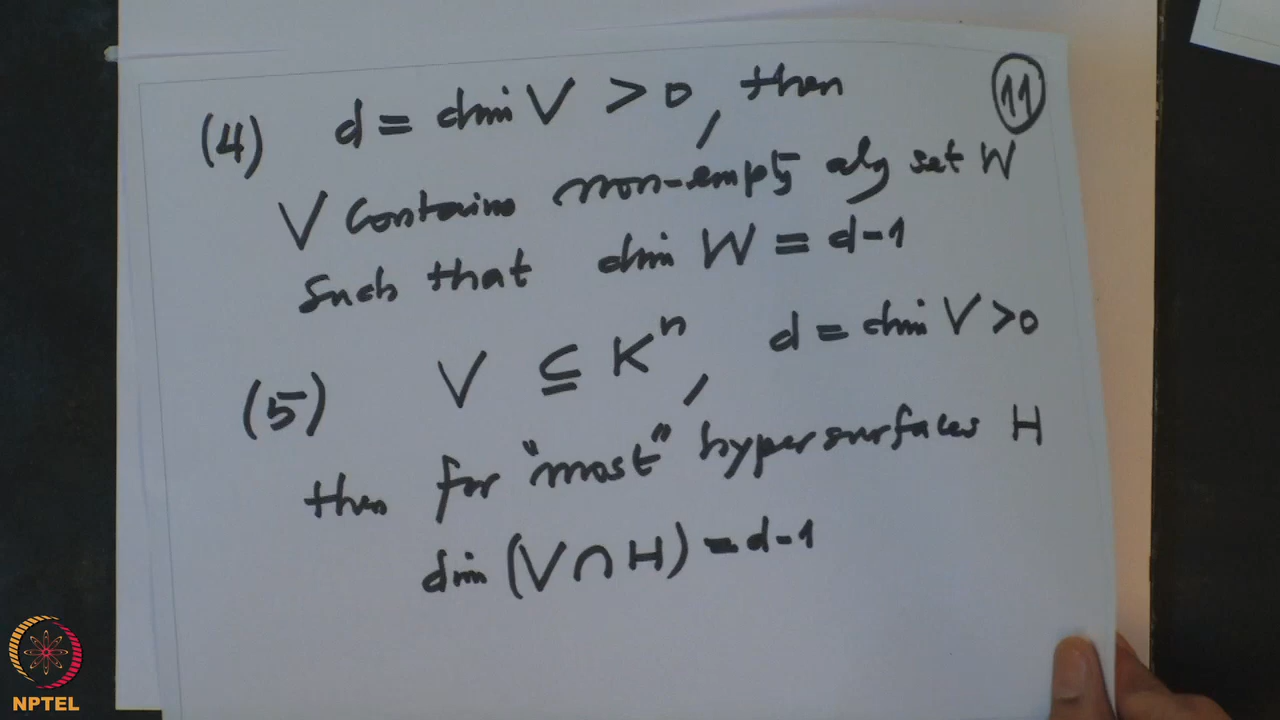 (4) d = dim V > 0, then
11
V Contains non-empty alg set W
such that dim W = d-1
(5) V ⊆ Kⁿ, d = dim V > 0
then for "most" hypersurfaces H
dim (V ∩ H) = d-1
NPTEL